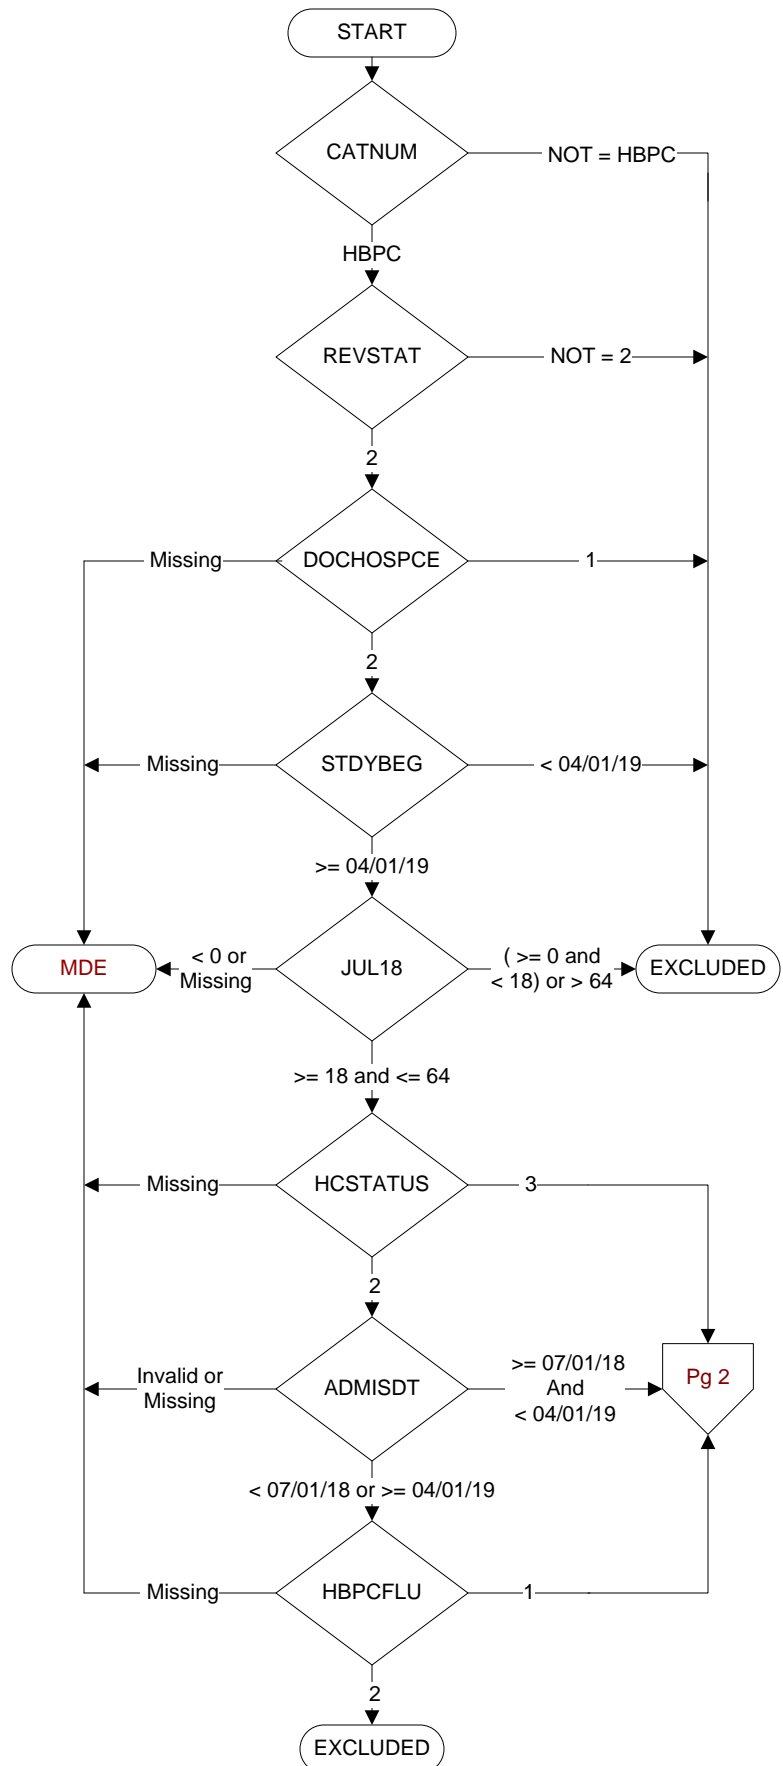 START
CATNUM
NOT = HBPC
HBPC
REVSTAT
NOT = 2
2
Missing
DOCHOSPCE
1
2
Missing
STDYBEG
< 04/01/19
>= 04/01/19
MDE
< 0 or
Missing
JUL18
( >= 0 and
< 18) or > 64
EXCLUDED
>= 18 and <= 64
Missing
HCSTATUS
3
2
Invalid or
Missing
ADMISDT
>= 07/01/18
And
< 04/01/19
Pg 2
< 07/01/18 or >= 04/01/19
Missing
HBPCFLU
1
2
EXCLUDED